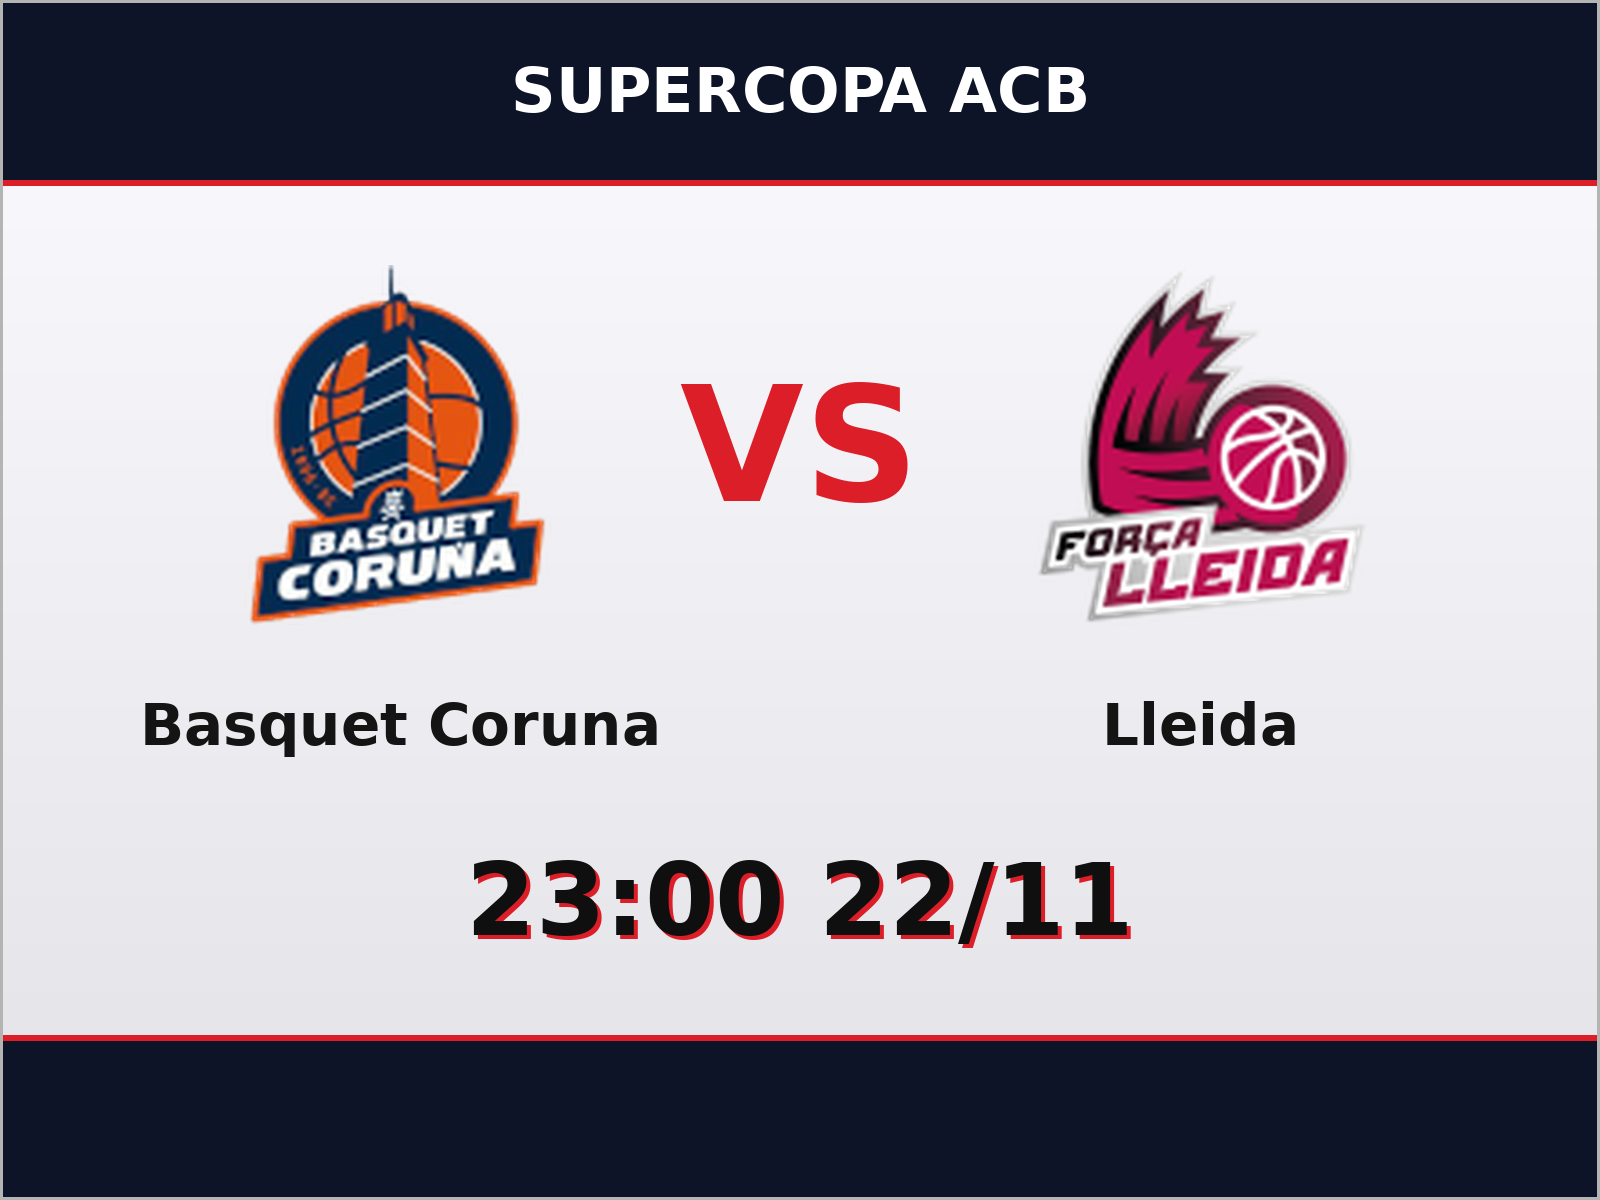 SUPERCOPA ACB
VS
BASQUET
CORUÑA
FORÇA
LLEIDA
Basquet Coruna
Lleida
23:00 22/11